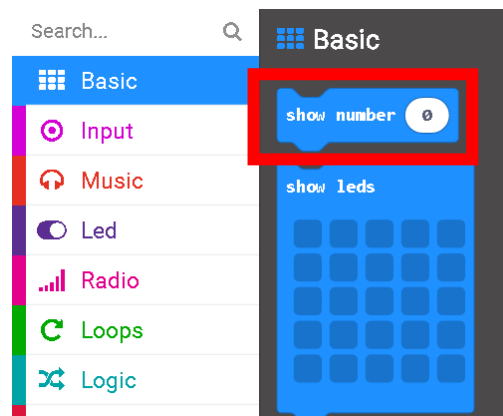 Search...
Basic
Input
Music
Led
Radio
Loops
Logic
Basic
show number 0
show leds